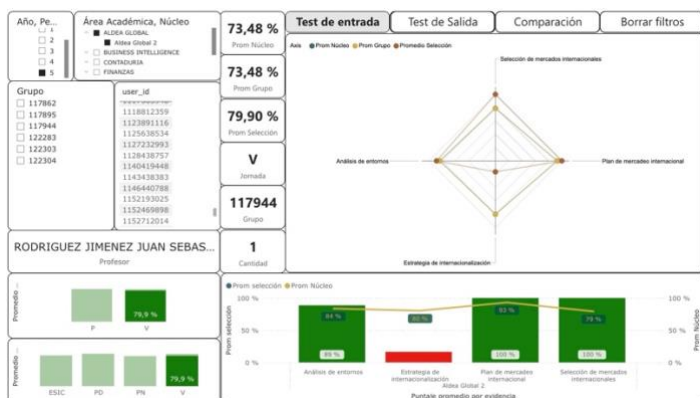 Año, Pe...
1
2
3
4
5
Área Académica, Núcleo
ALDEA GLOBAL
Aldea Global 2
BUSINESS INTELLIGENCE
CONTADURIA
FINANZAS
Grupo
117862
117895
117944
122283
122303
122304
user_id
1118812359
1123891116
1125638534
1127232993
1128438757
1140419448
1143438383
1146440788
1152193025
1152469898
1152712014
RODRIGUEZ JIMENEZ JUAN SEBAS...
Profesor
73,48 %
Prom Núcleo
73,48 %
Prom Grupo
79,90 %
Prom Selección
V
Jornada
117944
Grupo
1
Cantidad
Test de entrada
Test de Salida
Comparación
Borrar filtros
Axis Prom Núcleo Prom Grupo Promedio Selección
Selección de mercados internacionales
Análisis de entornos
Plan de mercadeo internacional
Estrategia de internacionalización
Promedio ...
79,9 %
P V
Promedio ...
79,9 %
ESIC PD PN V
Prom selección Prom Núcleo
Prom selección
100 %
50 %
0 %
84 %
79 %
100 %
100 %
Análisis de entornos
Estrategia de internacionalización
Plan de mercadeo internacional
Selección de mercados internacionales
Aldea Global 2
100 %
50 %
0 %
Prom Núcleo
Puntaje promedio por evidencia